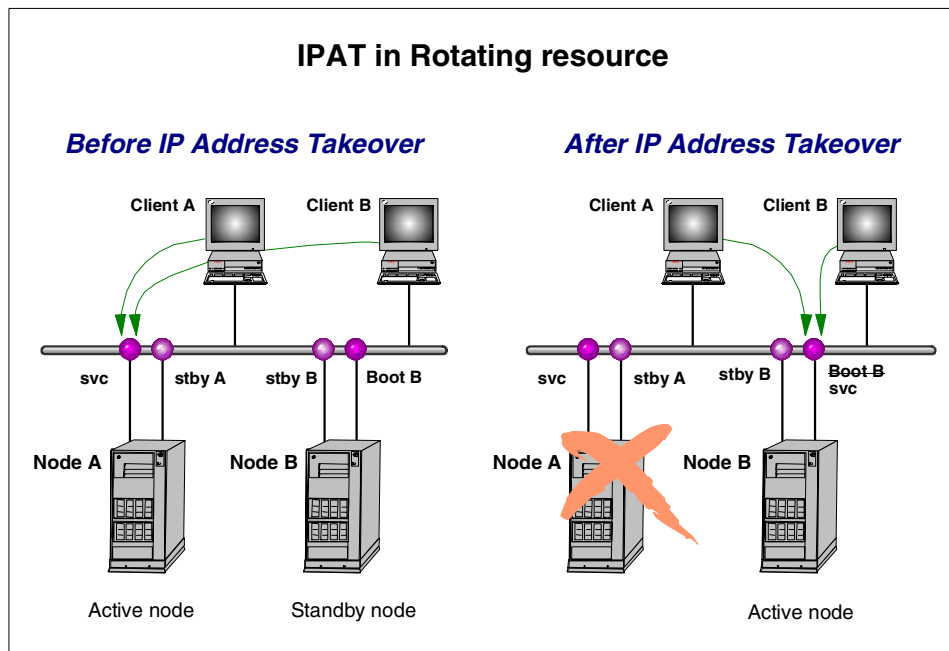 IPAT in Rotating resource
Before IP Address Takeover
Client A
Client B
svc
stby A
stby B
Boot B
Node A
Node B
Active node
Standby node
After IP Address Takeover
Client A
Client B
svc
stby A
stby B
Boot B
svc
Node A
Node B
Active node